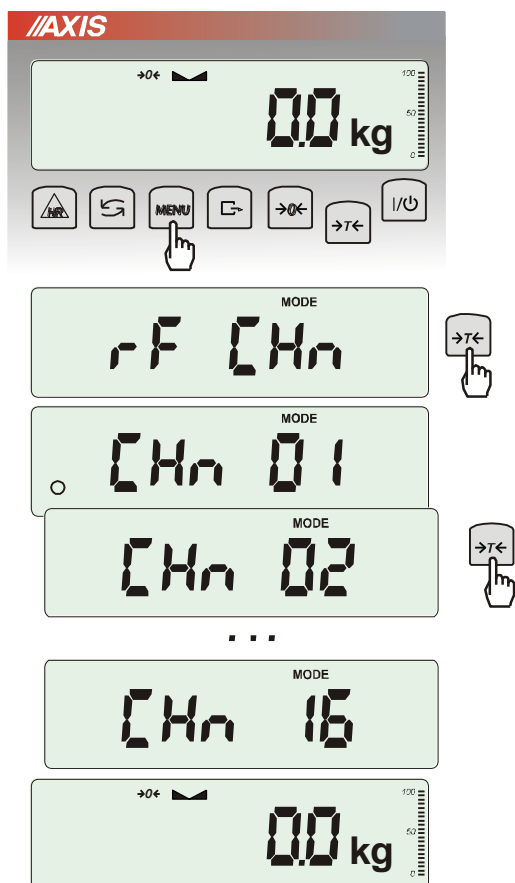 //AXIS
→0←
100
50
0
0.0 kg
HR
MENU
→0←
→T←
I/
MODE
rF CHn
→T←
MODE
CHn 01
MODE
CHn 02
→T←
...
MODE
CHn 16
→0←
100
50
0
0.0 kg